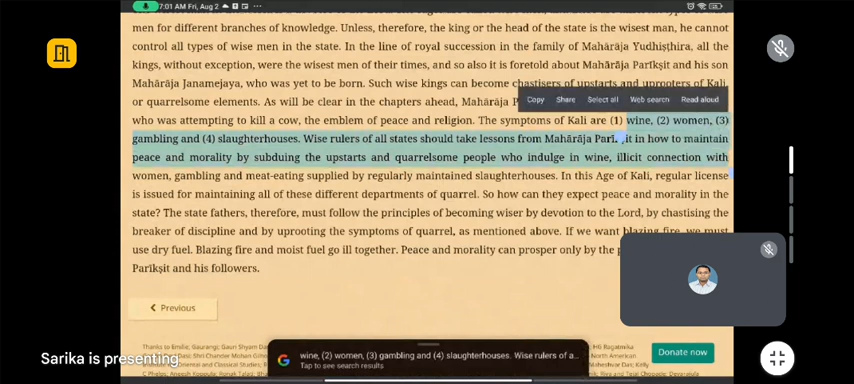 7:01 AM Fri, Aug 2
men for different branches of knowledge. Unless, therefore, the king or the head of the state is the wisest man, he cannot
control all types of wise men in the state. In the line of royal succession in the family of Mahārāja Yudhiṣṭhira, all the
kings, without exception, were the wisest men of their times, and so also it is foretold about Mahārāja Parīkṣit and his son
Mahārāja Janamejaya, who was yet to be born. Such wise kings can become chastisers of upstarts and uprooters of Kali,
or quarrelsome elements. As will be clear in the chapters ahead, Mahārāja P
Copy Share Select all Web search Read aloud
who was attempting to kill a cow, the emblem of peace and religion. The symptoms of Kali are (1) wine, (2) women, (3)
gambling and (4) slaughterhouses. Wise rulers of all states should take lessons from Mahārāja Parīkṣit in how to maintain
peace and morality by subduing the upstarts and quarrelsome people who indulge in wine, illicit connection with
women, gambling and meat-eating supplied by regularly maintained slaughterhouses. In this Age of Kali, regular license
is issued for maintaining all of these different departments of quarrel. So how can they expect peace and morality in the
state? The state fathers, therefore, must follow the principles of becoming wiser by devotion to the Lord, by chastising the
breaker of discipline and by uprooting the symptoms of quarrel, as mentioned above. If we want blazing fire, we must
use dry fuel. Blazing fire and moist fuel go ill together. Peace and morality can prosper only by the p
Parīkṣit and his followers.
Previous
Thanks to Emilie; Gaurangi; Gaun Shyam Da
Sarika is presenting
wine, (2) women, (3) gambling and (4) slaughterhouses. Wise rulers of a...
Tap to see search results
Donate now